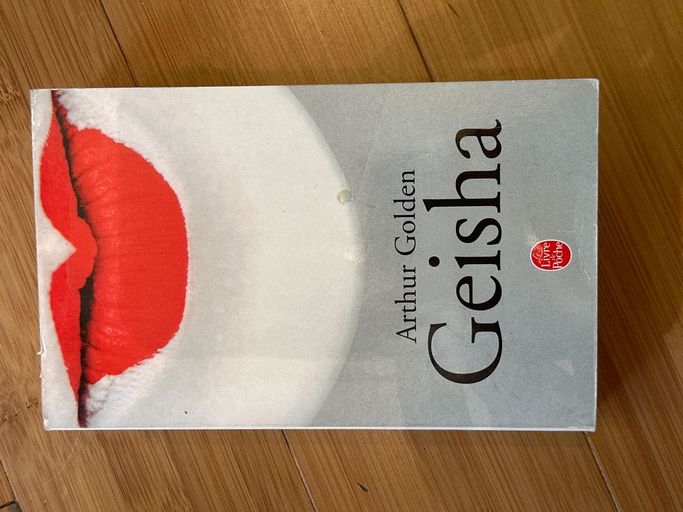 Arthur Golden
Geisha
Le
Livre
de
Poche